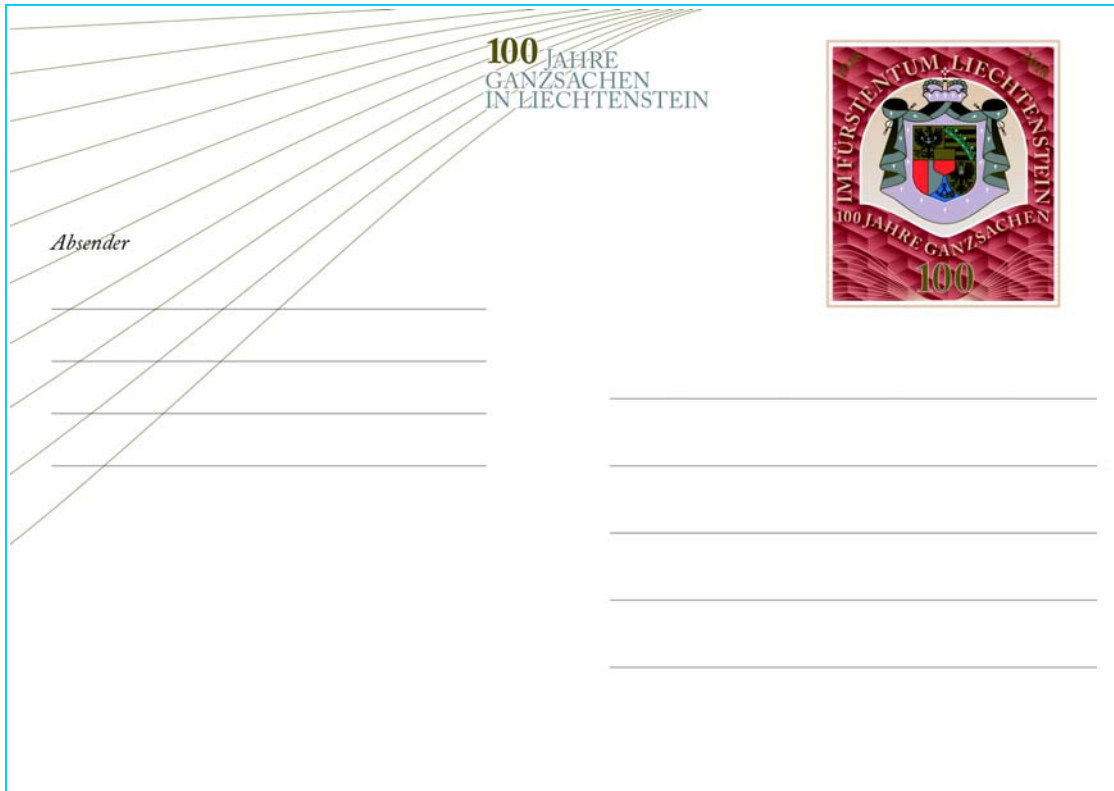 100 JAHRE
GANZSACHEN
IN LIECHTENSTEIN
IM FÜRSTENTUM LIECHTENSTEIN
100 JAHRE GANZSACHEN
100
Absender